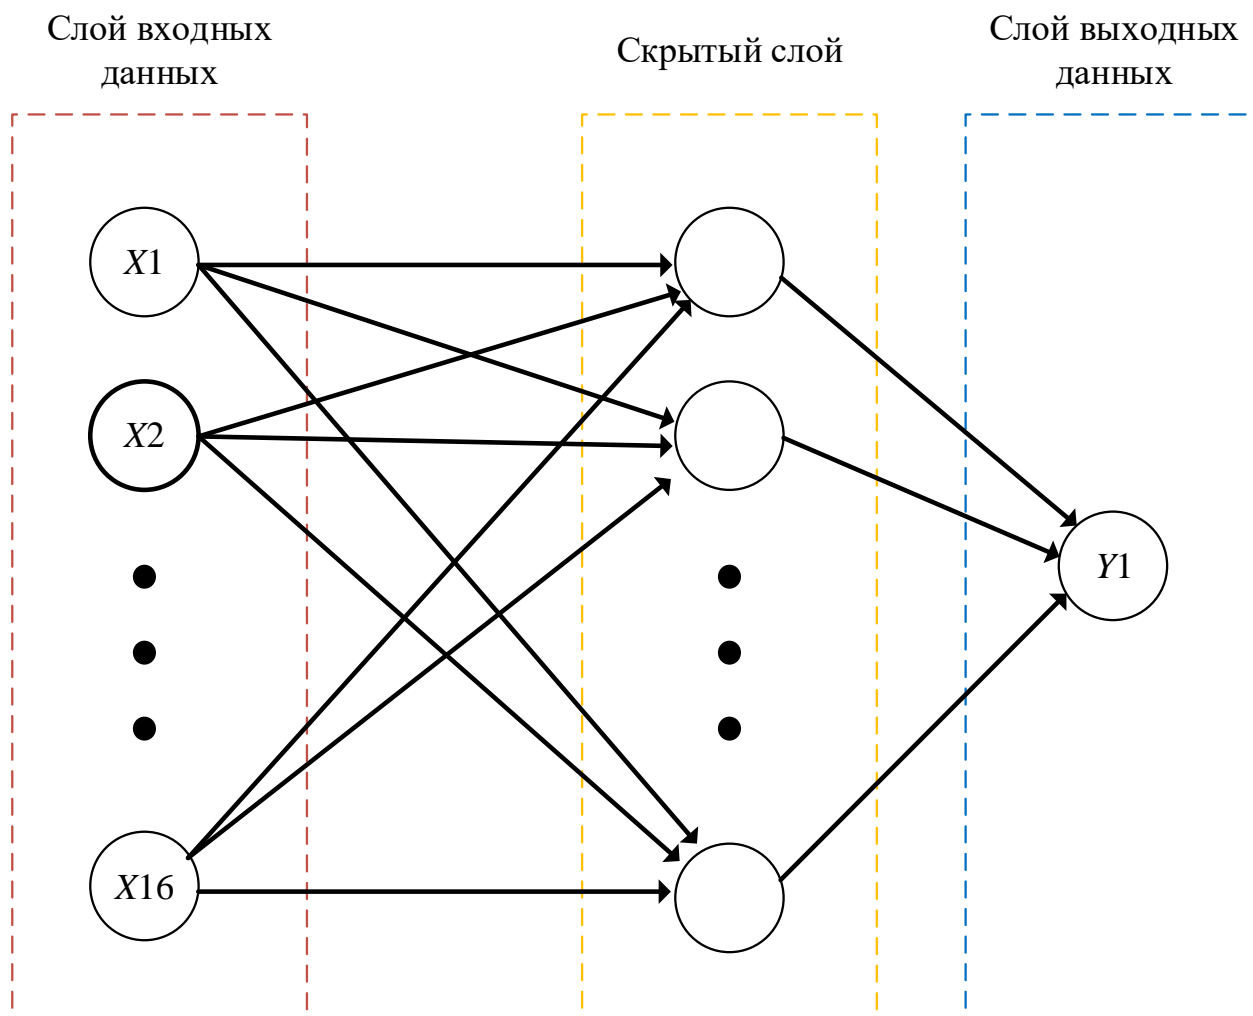 Слой входных
данных
Скрытый слой
Слой выходных
данных
X1
X2
X16
Y1